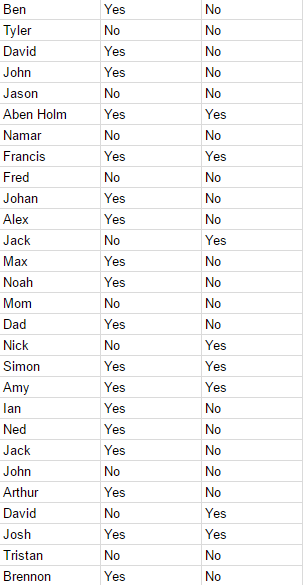 Ben Yes No
Tyler No No
David Yes No
John Yes No
Jason No No
Aben Holm Yes Yes
Namar No No
Francis Yes Yes
Fred No No
Johan Yes No
Alex Yes No
Jack No Yes
Max Yes No
Noah Yes No
Mom No No
Dad Yes No
Nick No Yes
Simon Yes Yes
Amy Yes Yes
Ian Yes No
Ned Yes No
Jack Yes No
John No No
Arthur Yes No
David No Yes
Josh Yes Yes
Tristan No No
Brennon Yes No